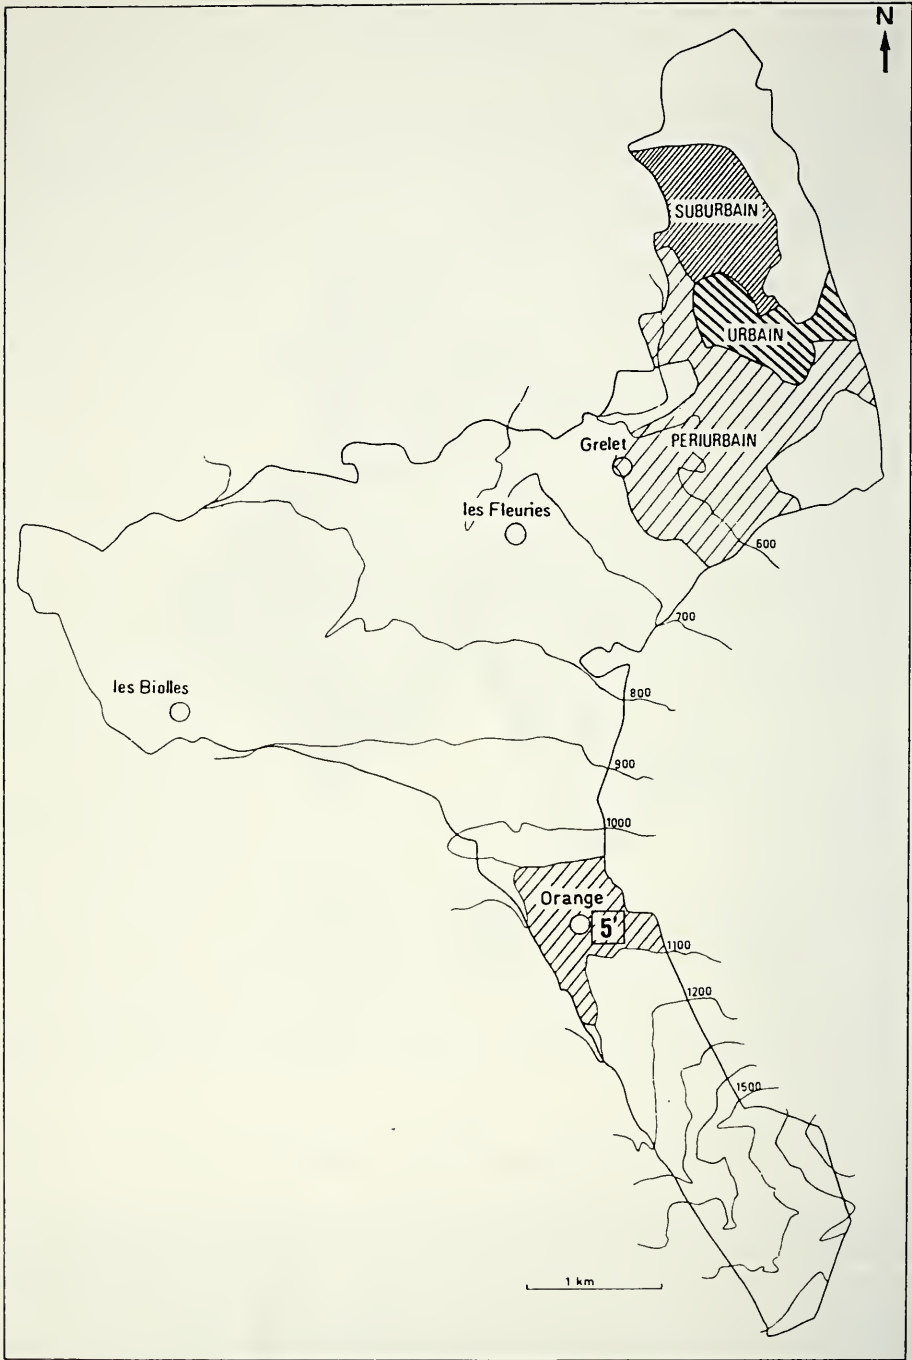 N
SUBURBAIN
URBAIN
Grelet
PERIURBAIN
les Fleuries
600
700
les Biolles
800
900
1000
Orange
5'
1100
1200
1500
1 km